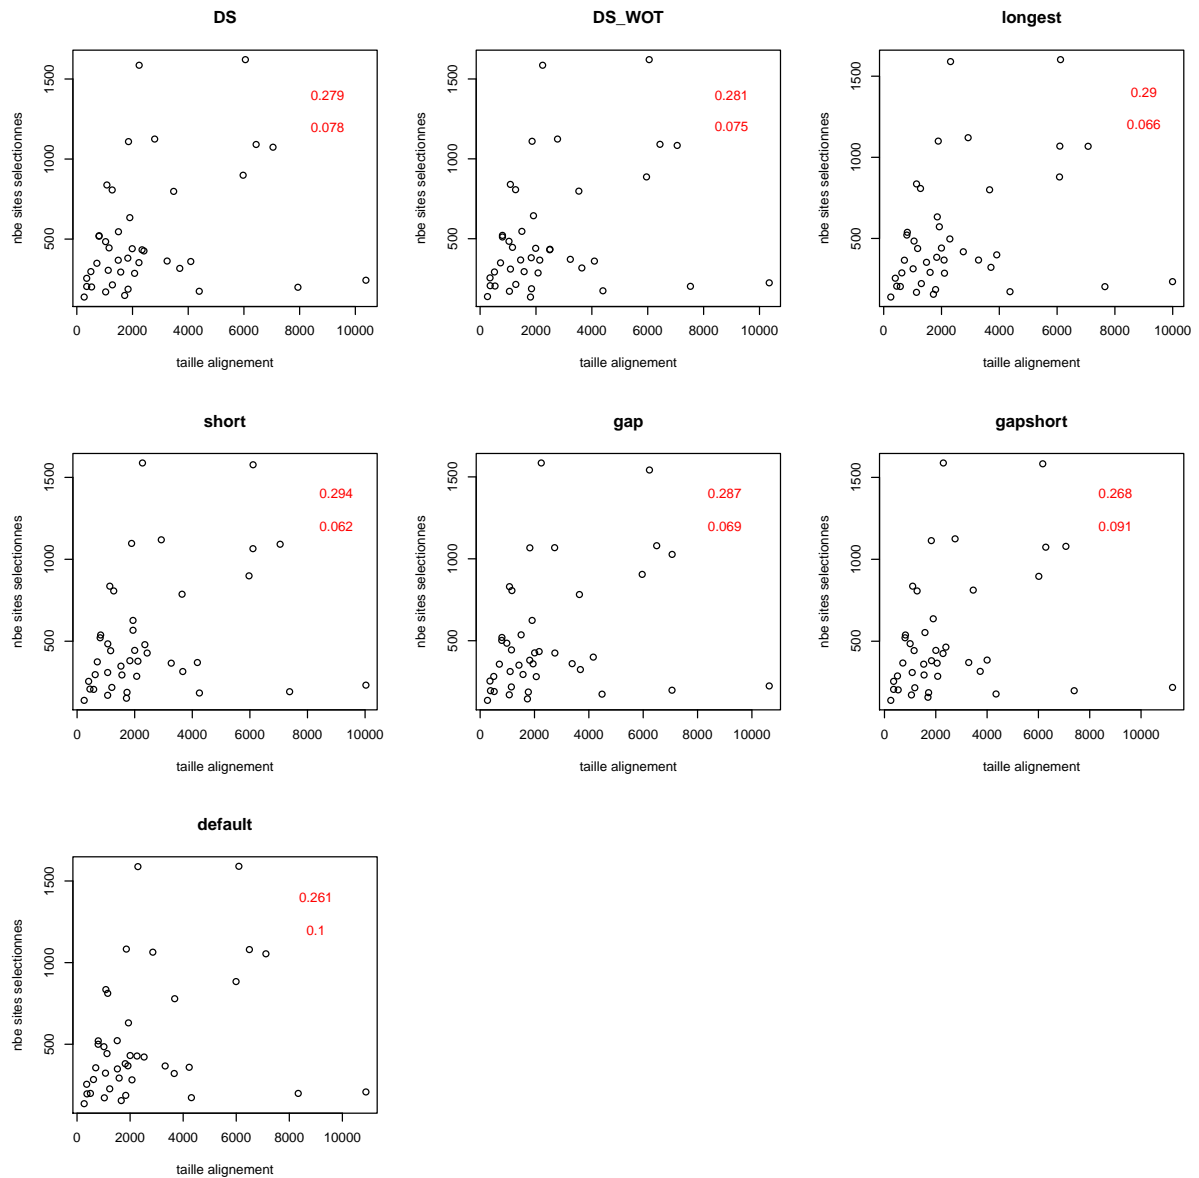 DS
1500
1000
500
nbe sites selectionnes
0.279
0.078
0 2000 4000 6000 8000 10000
taille alignement
DS_WOT
1500
1000
500
nbe sites selectionnes
0.281
0.075
0 2000 4000 6000 8000 10000
taille alignement
longest
1500
1000
500
nbe sites selectionnes
0.29
0.066
0 2000 4000 6000 8000 10000
taille alignement
short
1500
1000
500
nbe sites selectionnes
0.294
0.062
0 2000 4000 6000 8000 10000
taille alignement
gap
1500
1000
500
nbe sites selectionnes
0.287
0.069
0 2000 4000 6000 8000 10000
taille alignement
gapshort
1500
1000
500
nbe sites selectionnes
0.268
0.091
0 2000 4000 6000 8000 10000
taille alignement
default
1500
1000
500
nbe sites selectionnes
0.261
0.1
0 2000 4000 6000 8000 10000
taille alignement